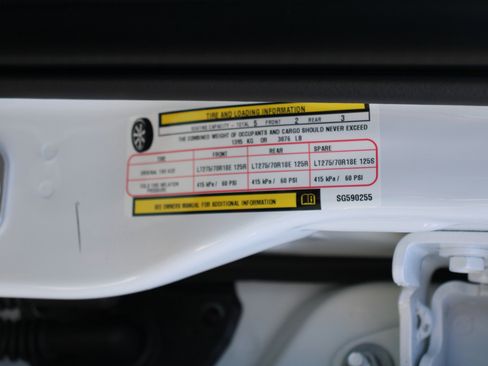 TIRE AND LOADING INFORMATION
SEATING CAPACITY - TOTAL 5 FRONT 2 REAR 3
THE COMBINED WEIGHT OF OCCUPANTS AND CARGO SHOULD NEVER EXCEED
1395 KG OR 3076 LB
TIRE FRONT REAR SPARE
ORIGINAL TIRE SIZE LT275/70R18E 125R LT275/70R18E 125R LT275/70R18E 125S
COLD TIRE INFLATION PRESSURE 415 kPa / 60 PSI 415 kPa / 60 PSI 415 kPa / 60 PSI
SEE OWNERS MANUAL FOR ADDITIONAL INFORMATION SG590255